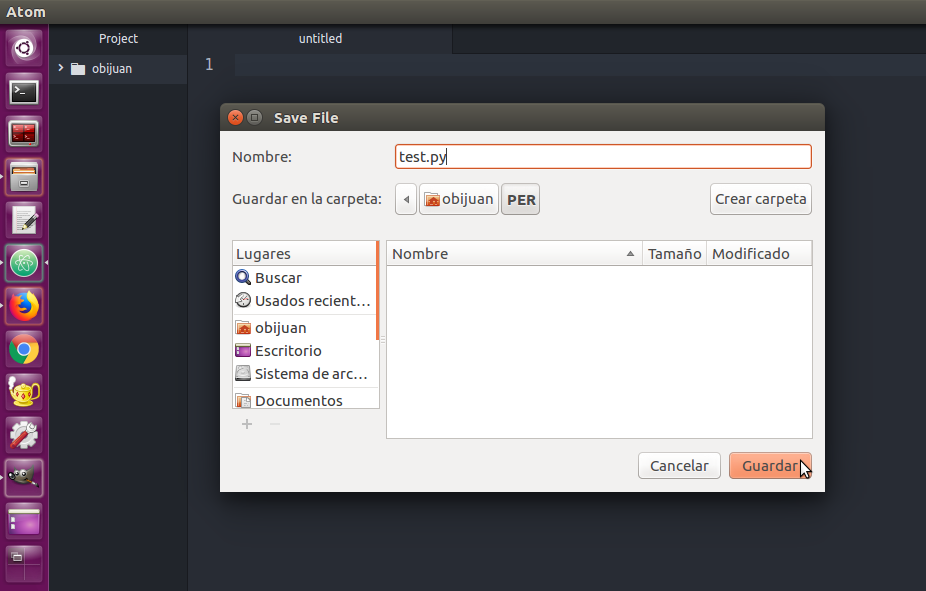 Atom
Project
untitled
obijuan
1
Save File
Nombre:
test.py
Guardar en la carpeta:
obijuan
PER
Crear carpeta
Lugares
Buscar
Usados recient...
obijuan
Escritorio
Sistema de arc...
Documentos
Nombre
Tamaño
Modificado
Cancelar
Guardar